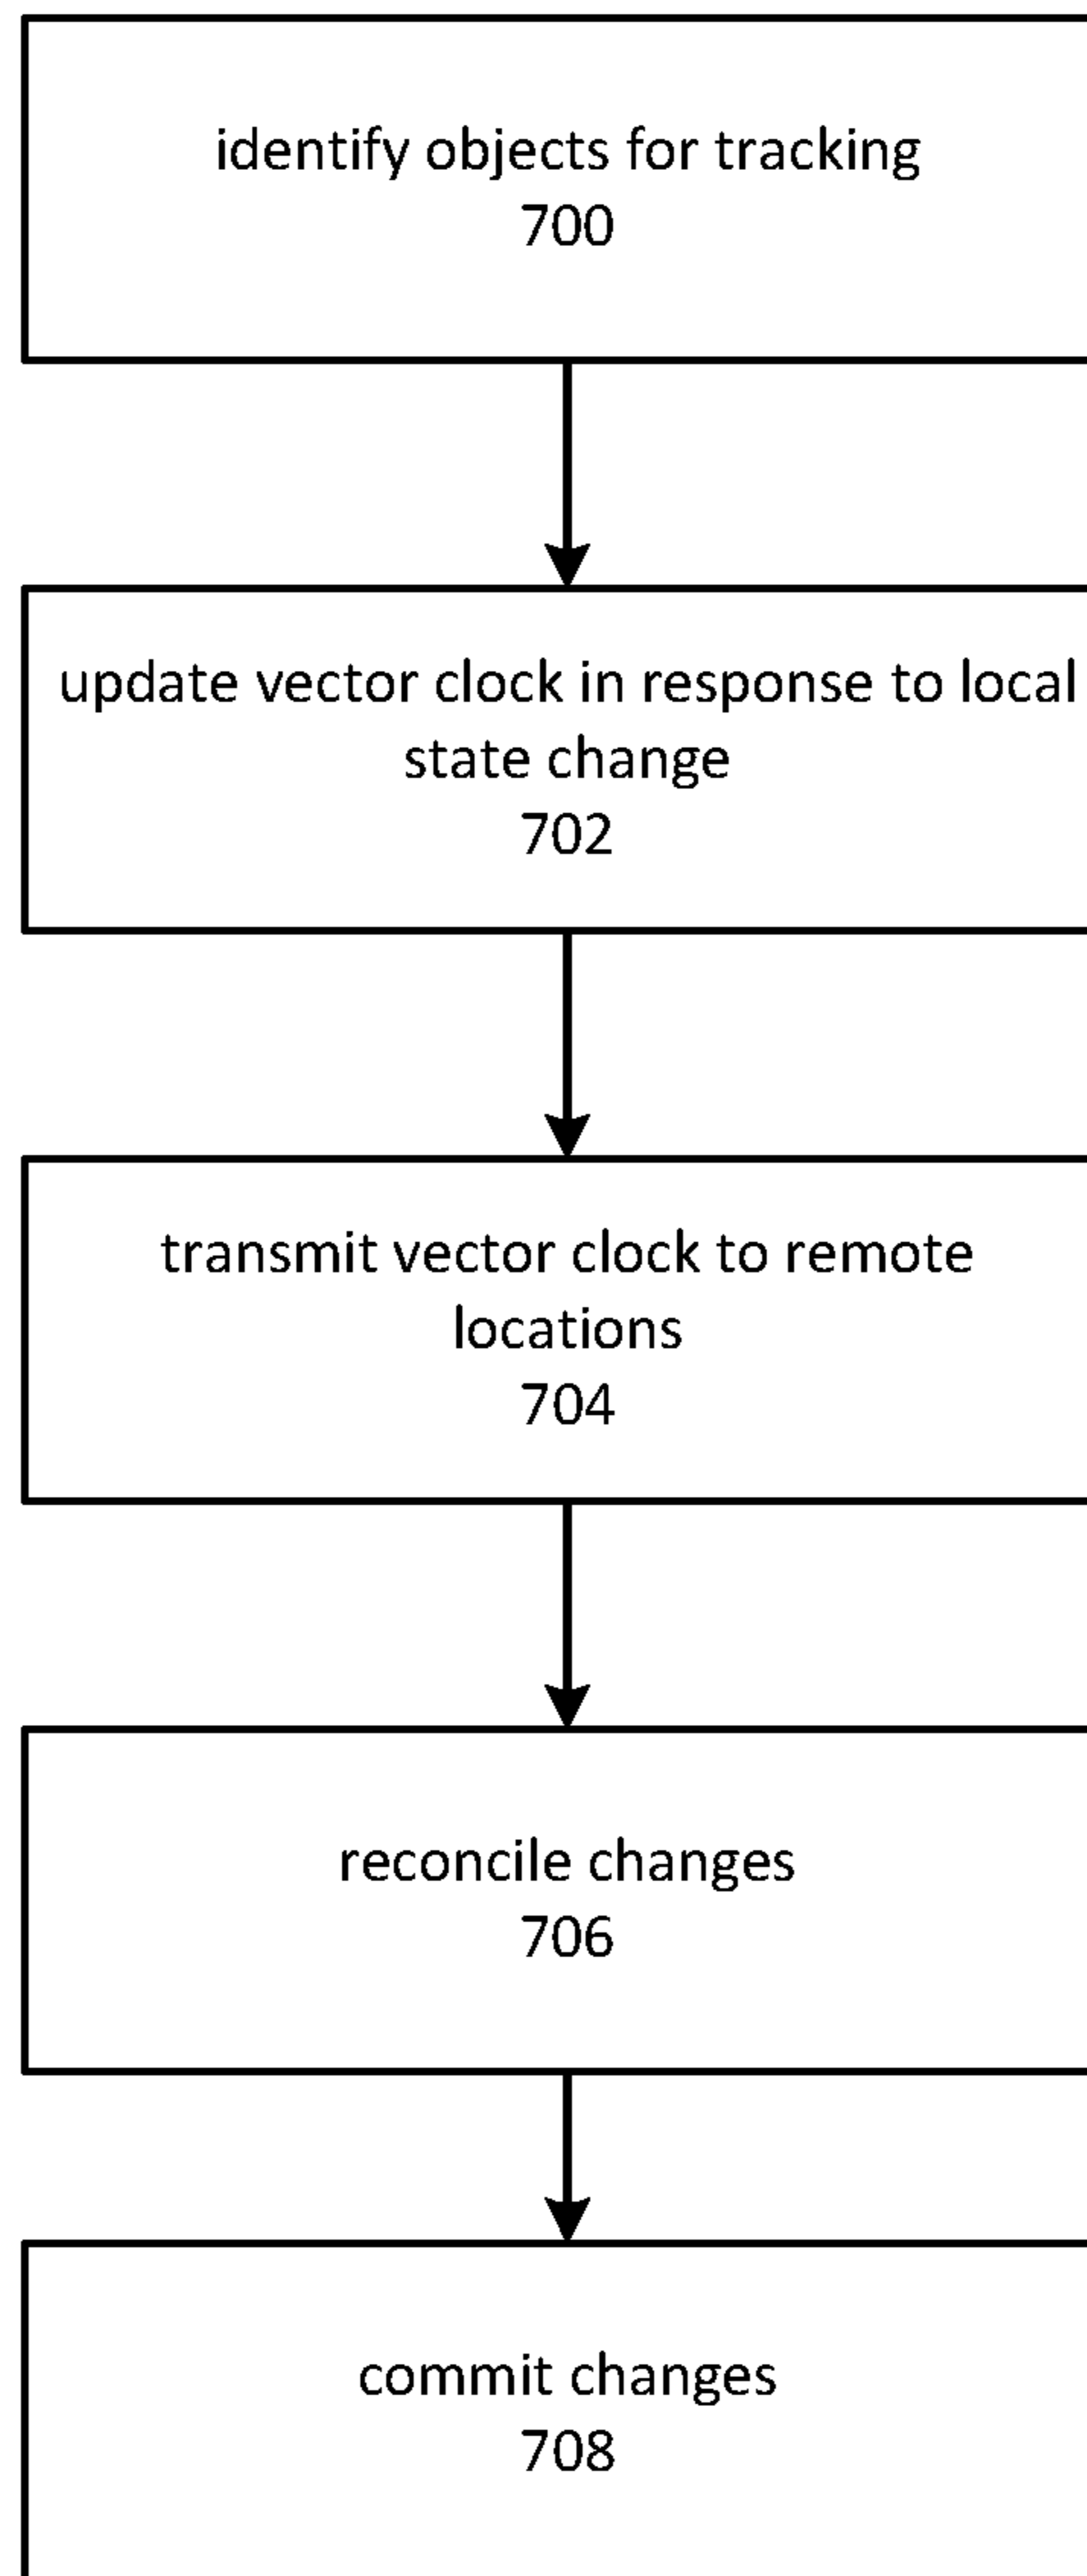 identify objects for tracking
700
update vector clock in response to local
state change
702
transmit vector clock to remote
locations
704
reconcile changes
706
commit changes
708